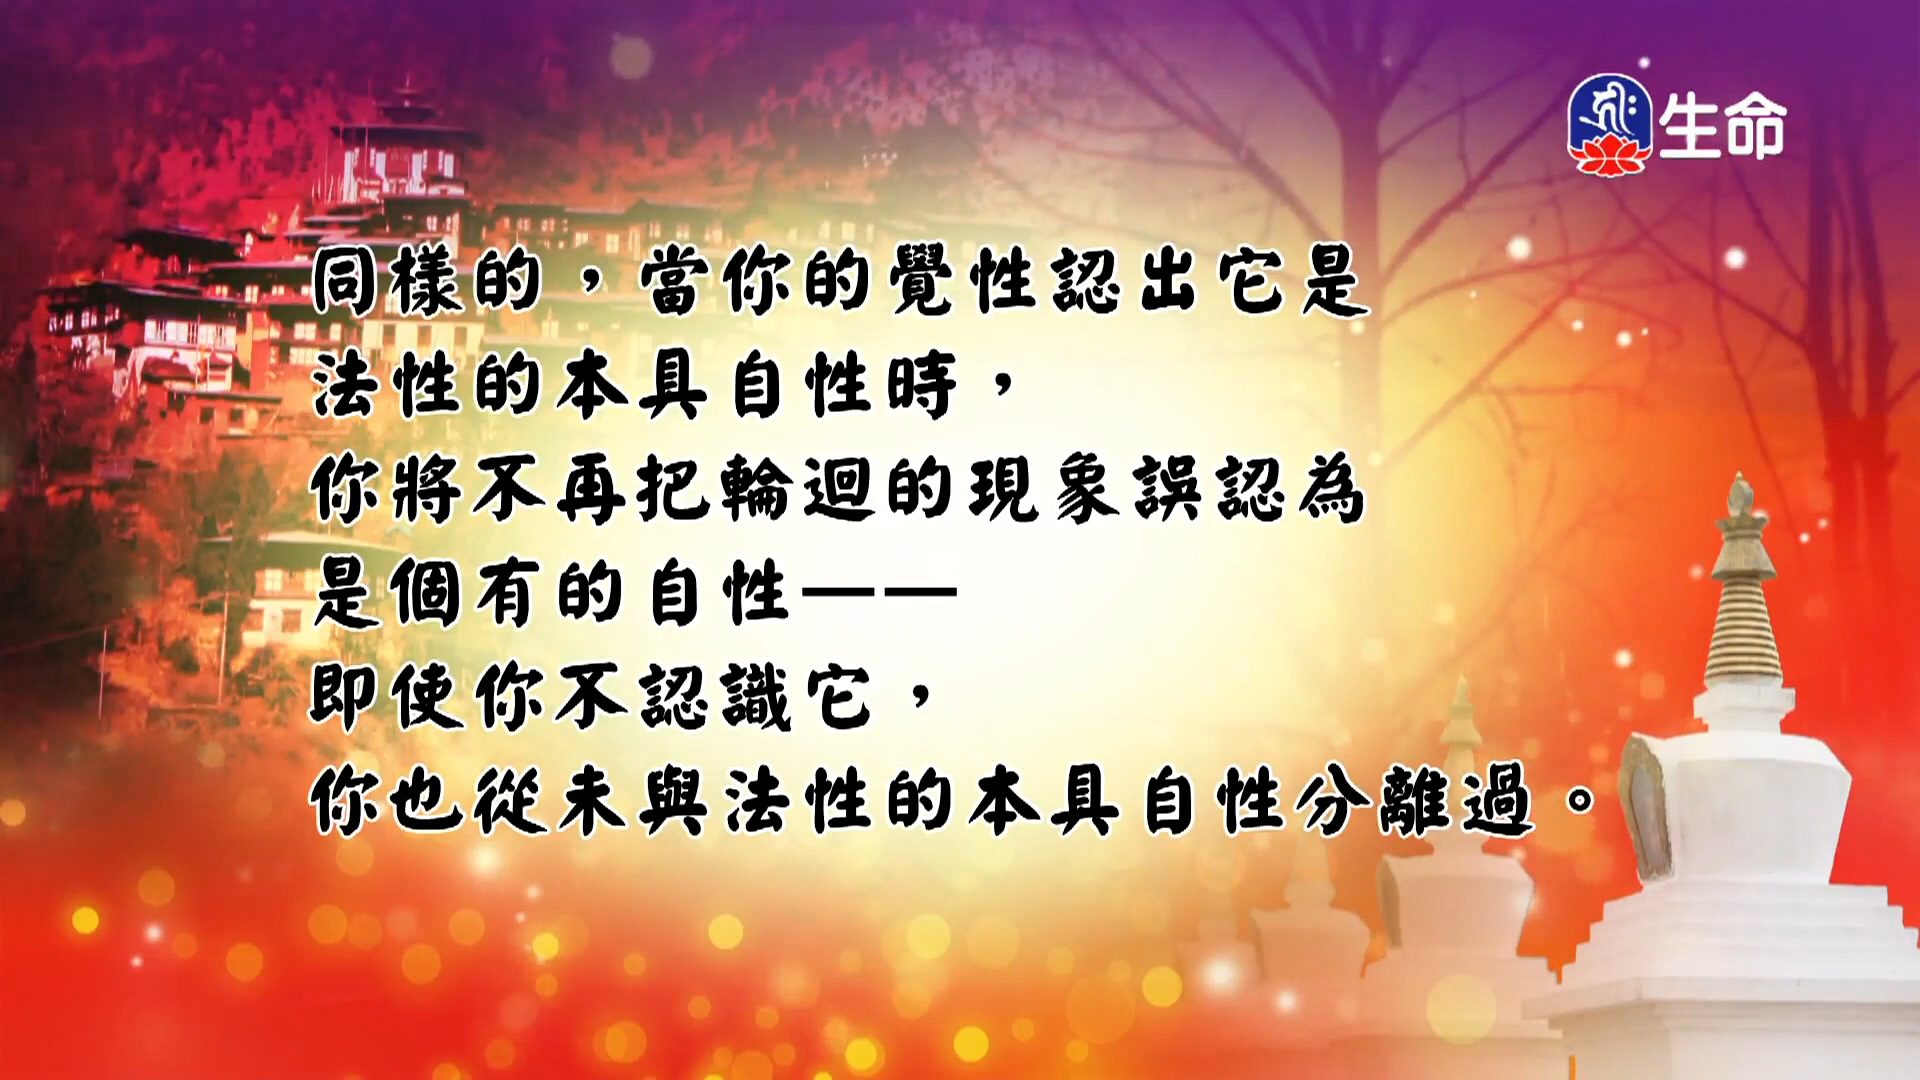 生命
同樣的，當你的覺性認出它是
法性的本具自性時，
你將不再把輪迴的現象誤認為
是個有的自性——
即使你不認識它，
你也從未與法性的本具自性分離過。